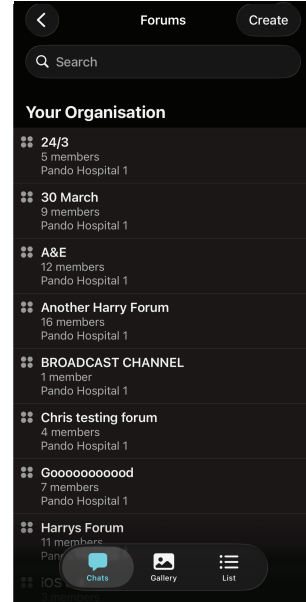 Forums
Create
Search
Your Organisation
24/3
5 members
Pando Hospital 1
30 March
9 members
Pando Hospital 1
A&E
12 members
Pando Hospital 1
Another Harry Forum
16 members
Pando Hospital 1
BROADCAST CHANNEL
1 member
Pando Hospital 1
Chris testing forum
4 members
Pando Hospital 1
Goooooooood
7 members
Pando Hospital 1
Harrys Forum
11 members
iOS
3 members
Chats
Gallery
List